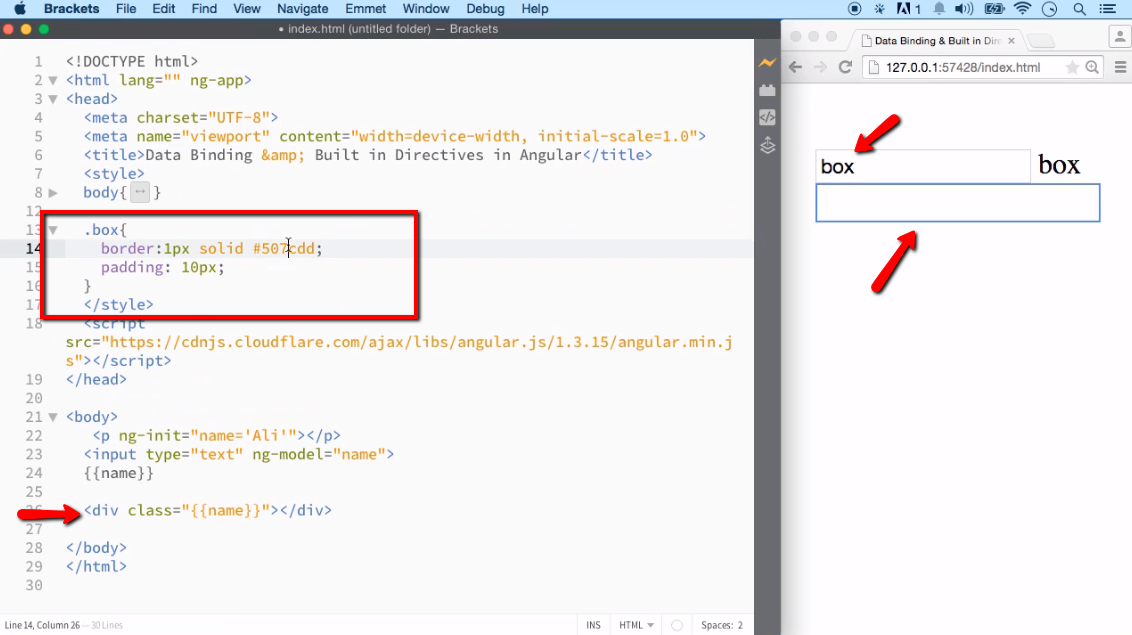 Brackets File Edit Find View Navigate Emmet Window Debug Help 1
• index.html (untitled folder) — Brackets
1 <!DOCTYPE html>
2 <html lang="" ng-app>
3 <head>
4 <meta charset="UTF-8">
5 <meta name="viewport" content="width=device-width, initial-scale=1.0">
6 <title>Data Binding &amp; Built in Directives in Angular</title>
7 <style>
8 body{ }
12
13 .box{
14 border:1px solid #507cdd;
15 padding: 10px;
16 }
17 </style>
18 <script
src="https://cdnjs.cloudflare.com/ajax/libs/angular.js/1.3.15/angular.min.j
s"></script>
19 </head>
20
21 <body>
22 <p ng-init="name='Ali'"></p>
23 <input type="text" ng-model="name">
24 {{name}}
25
26 <div class="{{name}}"></div>
27
28 </body>
29 </html>
30
Line 14, Column 26 — 30 Lines
INS HTML Spaces: 2
Data Binding & Built in Dire
127.0.0.1:57428/index.html
box box